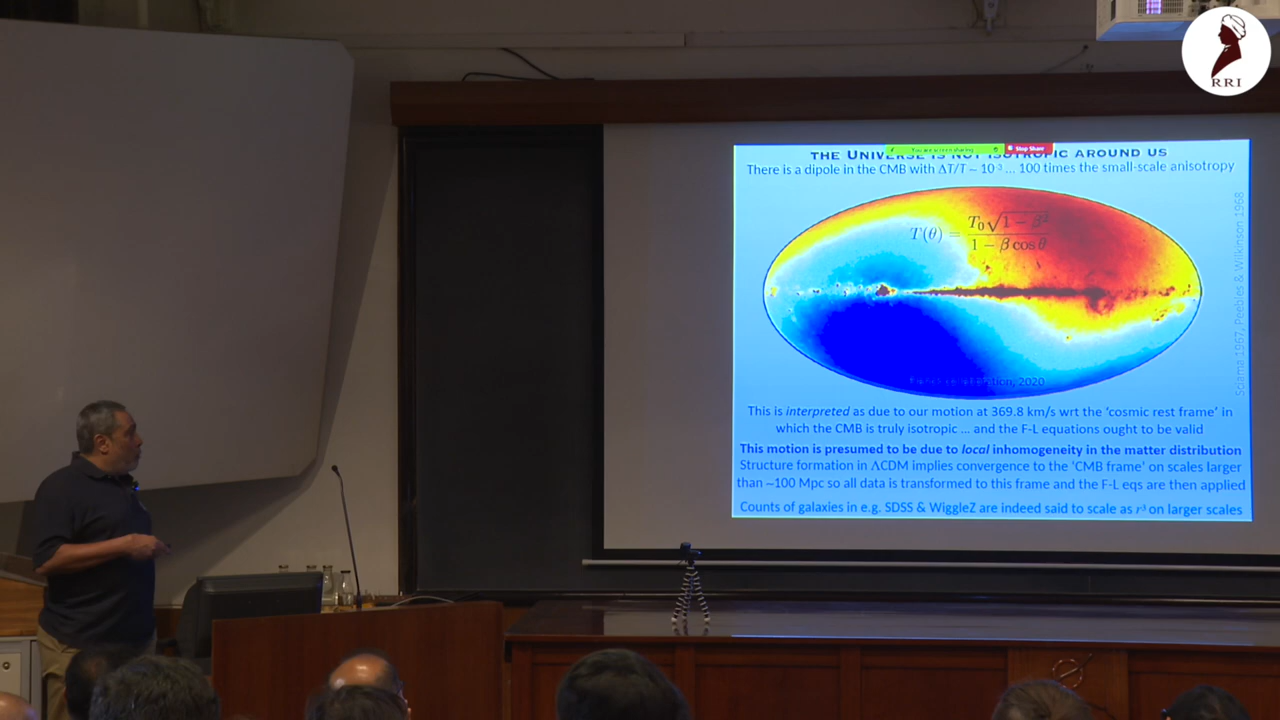 RRI
Stop Share
THE UNIVERSE IS NOT ISOTROPIC AROUND US
There is a dipole in the CMB with ΔT/T ~ 10⁻³ ... 100 times the small-scale anisotropy
T(θ) = T₀√(1 − β²) / (1 − β cos θ)
Sciama 1967, Peebles & Wilkinson 1968
2020
This is interpreted as due to our motion at 369.8 km/s wrt the ‘cosmic rest frame’ in
which the CMB is truly isotropic ... and the F-L equations ought to be valid
This motion is presumed to be due to local inhomogeneity in the matter distribution
Structure formation in ΛCDM implies convergence to the ‘CMB frame’ on scales larger
than ~100 Mpc so all data is transformed to this frame and the F-L eqs are then applied
Counts of galaxies in e.g. SDSS & WiggleZ are indeed said to scale as r³ on larger scales